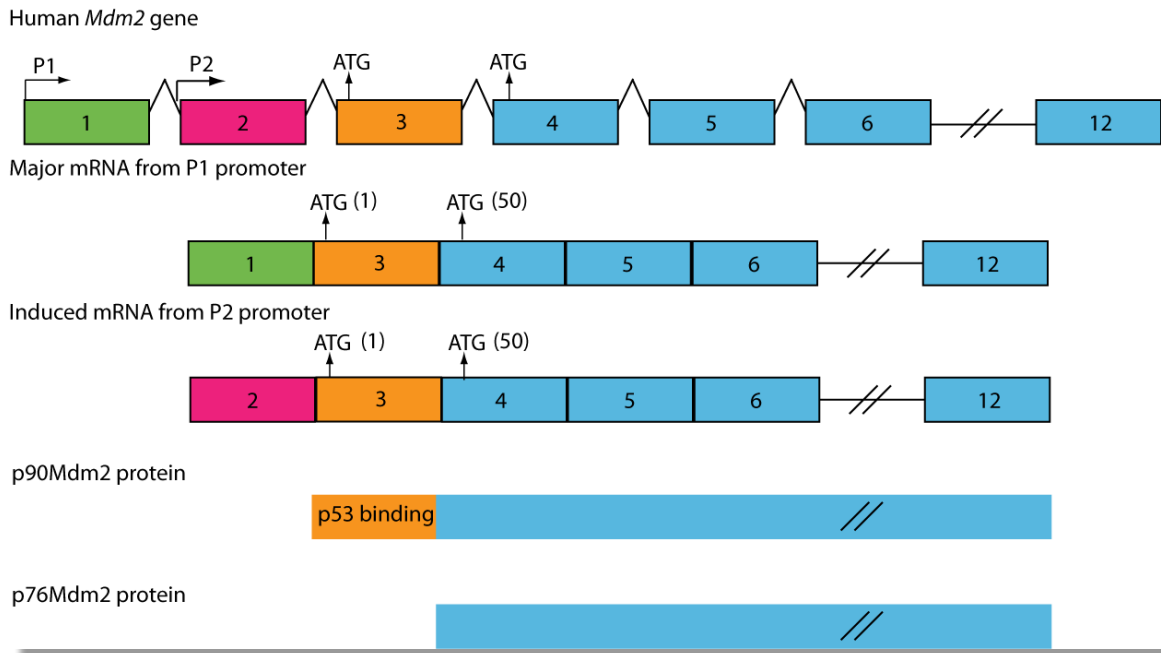 Human Mdm2 gene
P1 P2 ATG ATG
1 2 3 4 5 6 12
Major mRNA from P1 promoter
ATG (1) ATG (50)
1 3 4 5 6 12
Induced mRNA from P2 promoter
ATG (1) ATG (50)
2 3 4 5 6 12
p90Mdm2 protein
p53 binding
p76Mdm2 protein